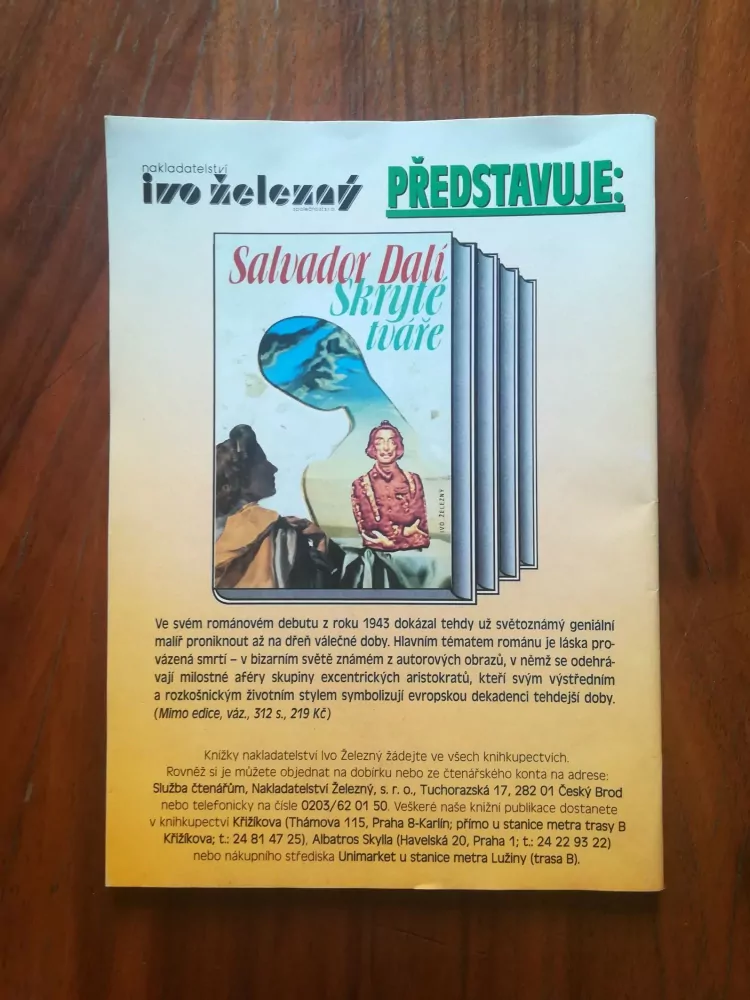 nakladatelství
ivo železný
společnost s r.o.
PŘEDSTAVUJE:
Salvador Dalí
Skryté
tváře
IVO ŽELEZNÝ
Ve svém románovém debutu z roku 1943 dokázal tehdy už světoznámý geniální
malíř proniknout až na dřeň válečné doby. Hlavním tématem románu je láska pro-
vázená smrtí – v bizarním světě známém z autorových obrazů, v němž se odehrá-
vají milostné aféry skupiny excentrických aristokratů, kteří svým výstředním
a rozkošnickým životním stylem symbolizují evropskou dekadenci tehdejší doby.
(Mimo edice, váz., 312 s., 219 Kč)
Knížky nakladatelství Ivo Železný žádejte ve všech knihkupectvích.
Rovněž si je můžete objednat na dobírku nebo ze čtenářského konta na adrese:
Služba čtenářům, Nakladatelství Železný, s. r. o., Tuchorazská 17, 282 01 Český Brod
nebo telefonicky na čísle 0203/62 01 50. Veškeré naše knižní publikace dostanete
v knihkupectví Křižíkova (Thámova 115, Praha 8-Karlín; přímo u stanice metra trasy B
Křižíkova; t.: 24 81 47 25), Albatros Skylla (Havelská 20, Praha 1; t.: 24 22 93 22)
nebo nákupního střediska Unimarket u stanice metra Lužiny (trasa B).